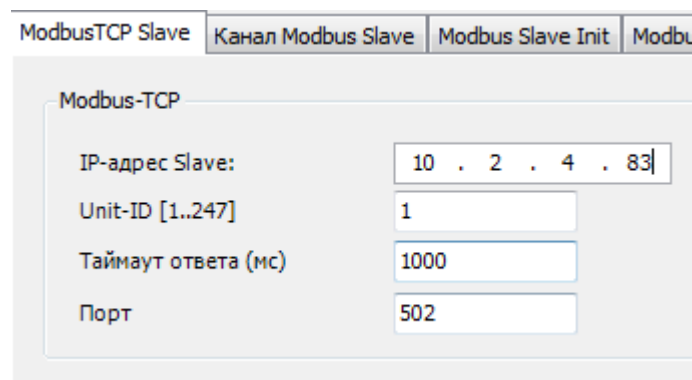 ModbusTCP Slave Канал Modbus Slave Modbus Slave Init Modbu
Modbus-TCP
IP-адрес Slave: 10 . 2 . 4 . 83
Unit-ID [1..247] 1
Таймаут ответа (мс) 1000
Порт 502